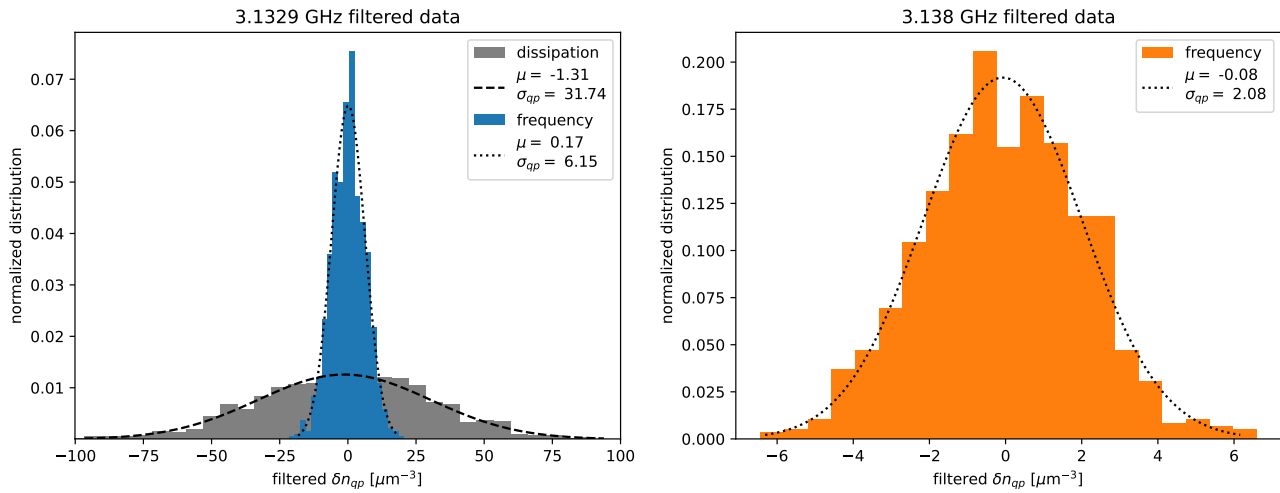 3.1329 GHz filtered data
normalized distribution
0.07
0.06
0.05
0.04
0.03
0.02
0.01
dissipation
μ = -1.31
σqp = 31.74
frequency
μ = 0.17
σqp = 6.15
−100 −75 −50 −25 0 25 50 75 100
filtered δnqp [μm⁻³]
3.138 GHz filtered data
normalized distribution
0.200
0.175
0.150
0.125
0.100
0.075
0.050
0.025
0.000
frequency
μ = -0.08
σqp = 2.08
−6 −4 −2 0 2 4 6
filtered δnqp [μm⁻³]